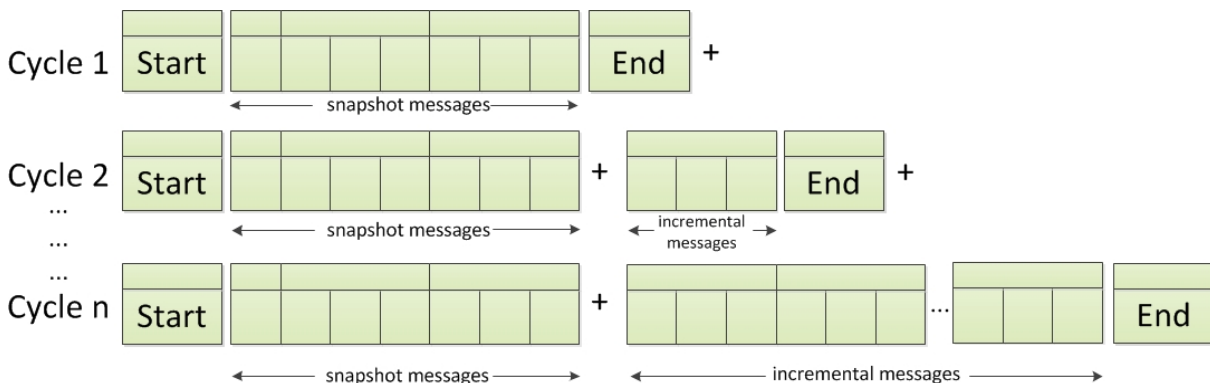 Cycle 1 Start End +
snapshot messages
Cycle 2 Start + End +
...
snapshot messages
incremental
messages
...
...
Cycle n Start + ... End
snapshot messages
incremental messages